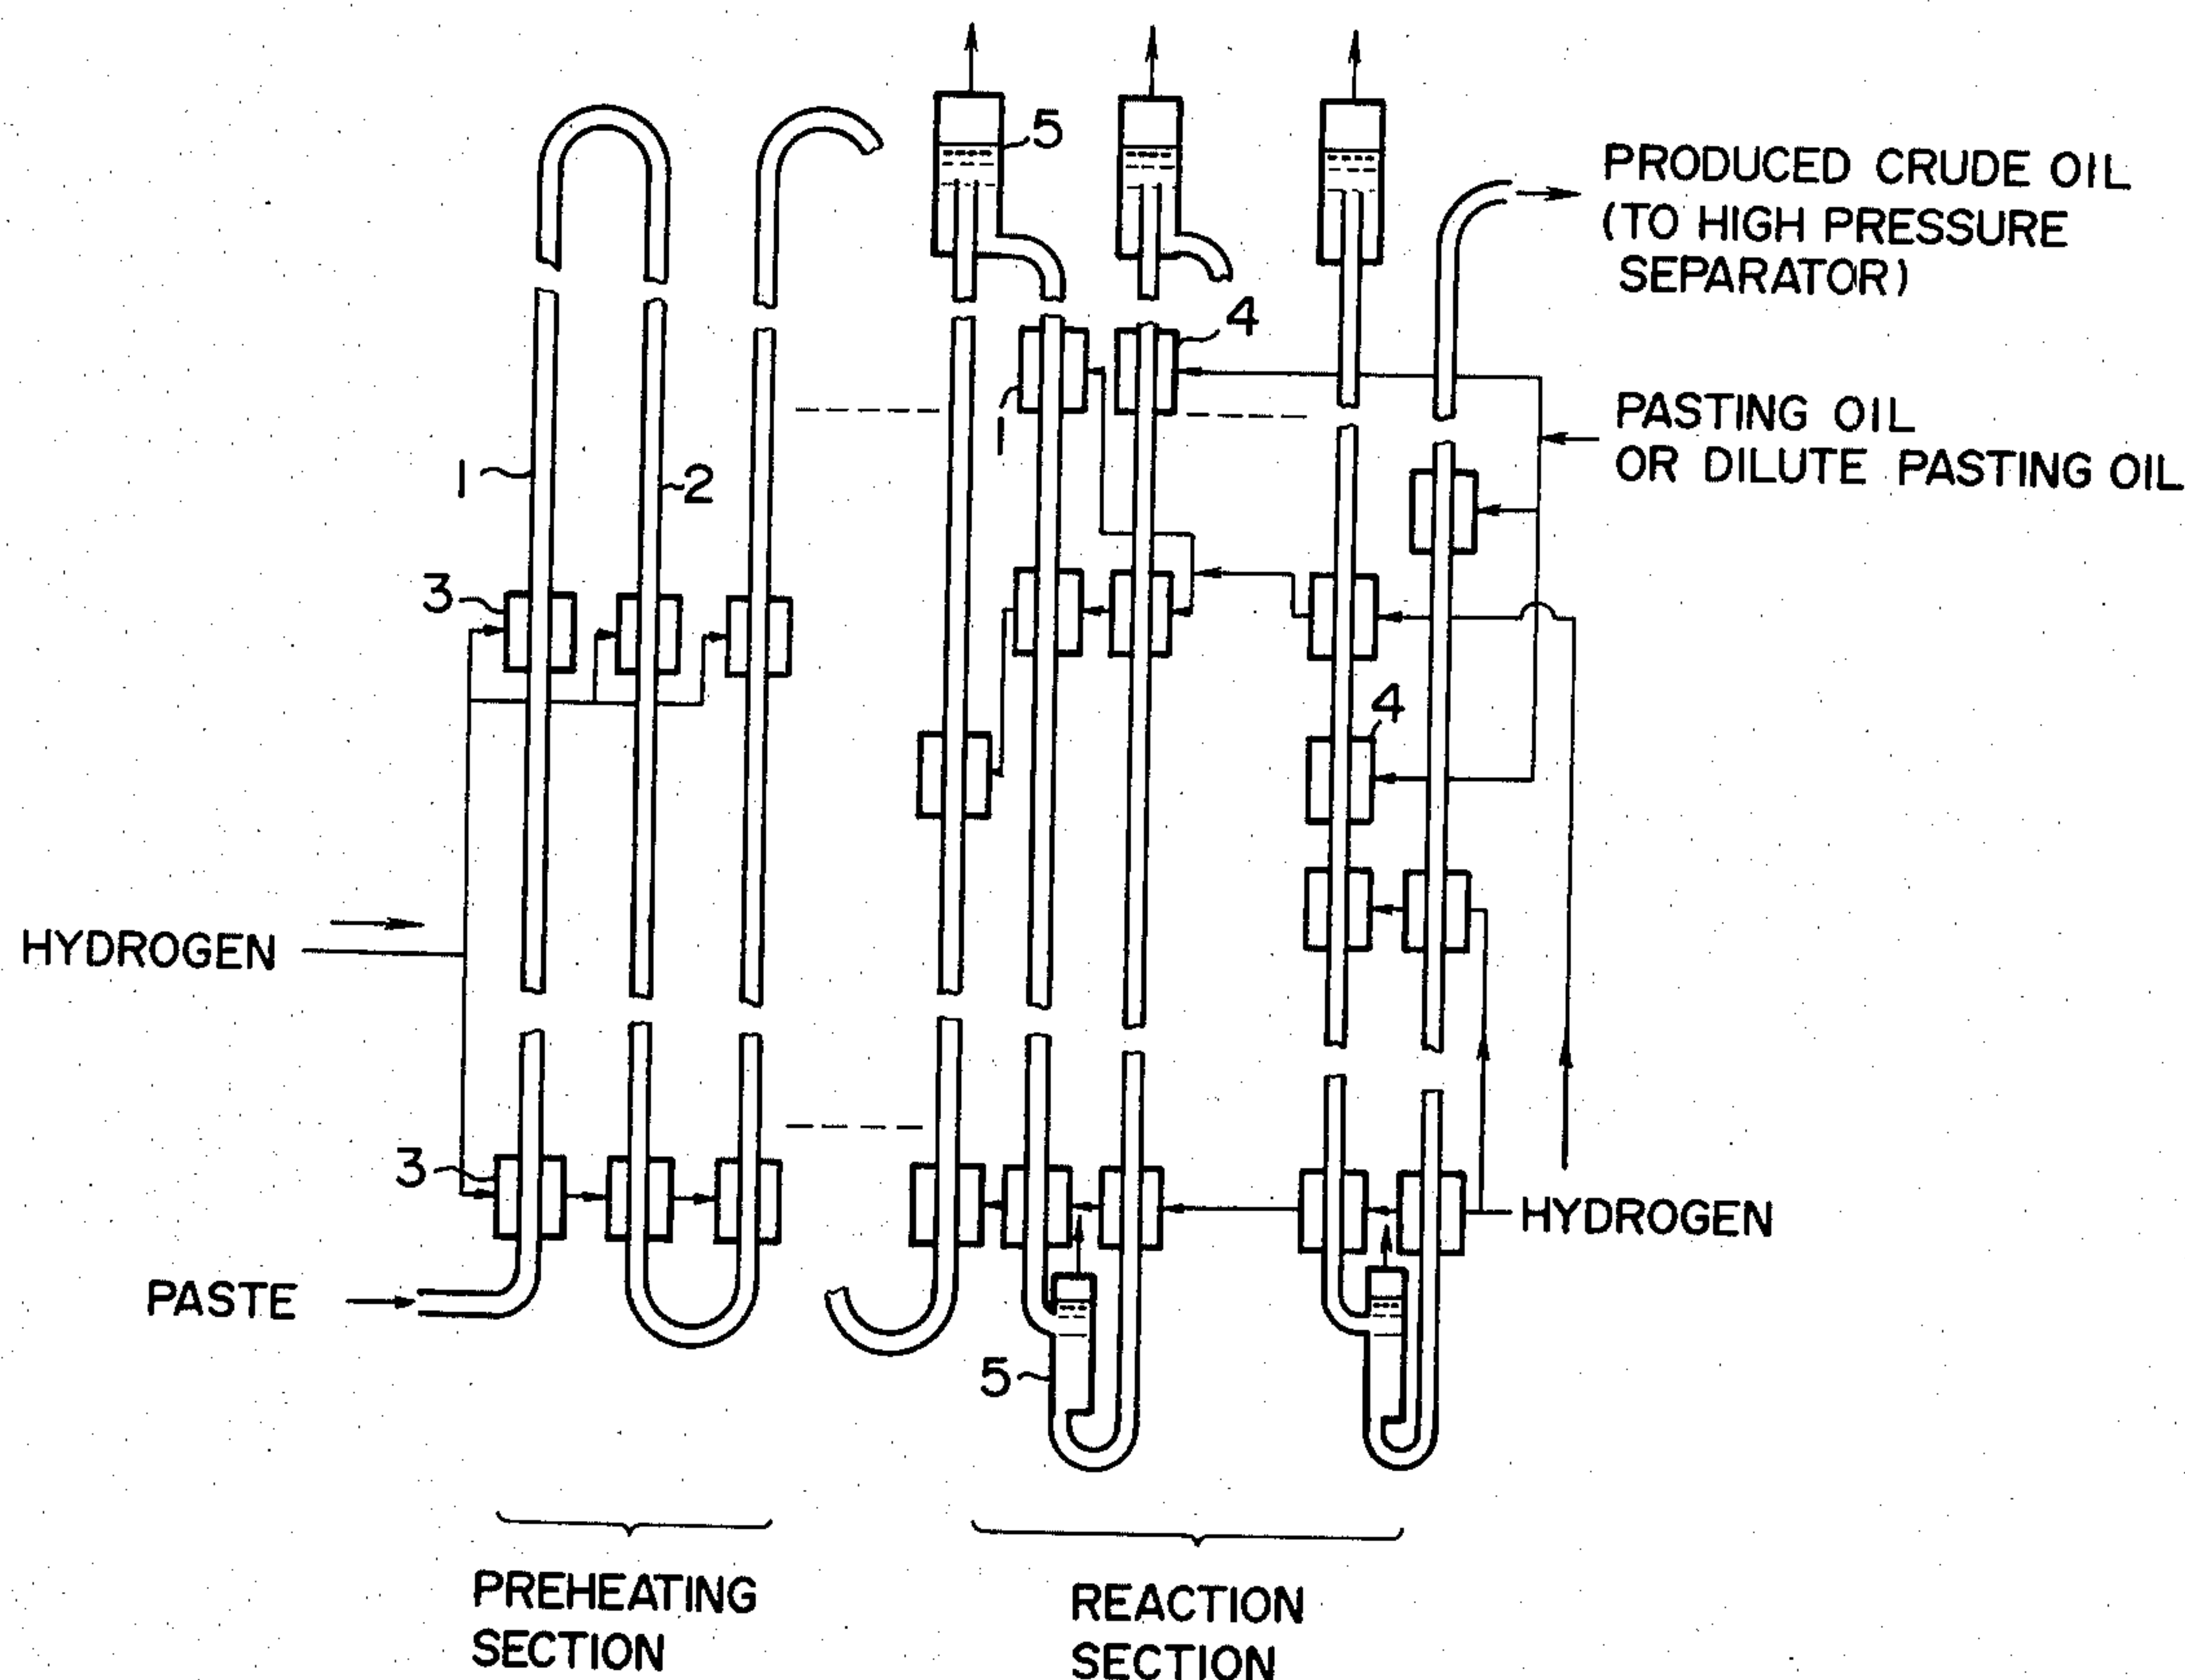 5
PRODUCED CRUDE OIL
(TO HIGH PRESSURE
SEPARATOR)
4
PASTING OIL
OR DILUTE PASTING OIL
1
1
2
3
4
HYDROGEN
3
HYDROGEN
PASTE
5
PREHEATING
SECTION
REACTION
SECTION